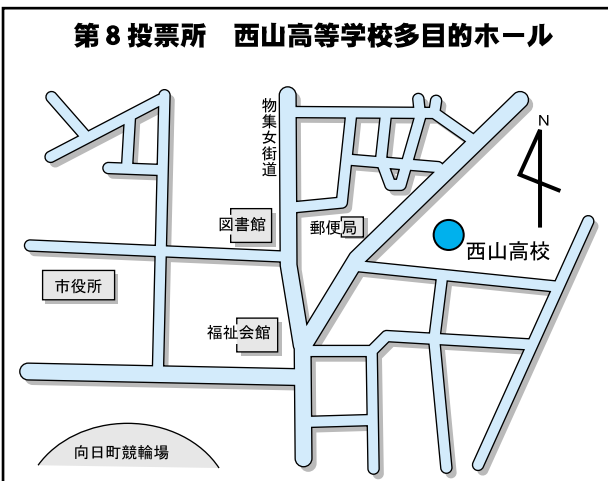 第8投票所　西山高等学校多目的ホール
物集女街道
N
図書館
郵便局
西山高校
市役所
福祉会館
向日町競輪場